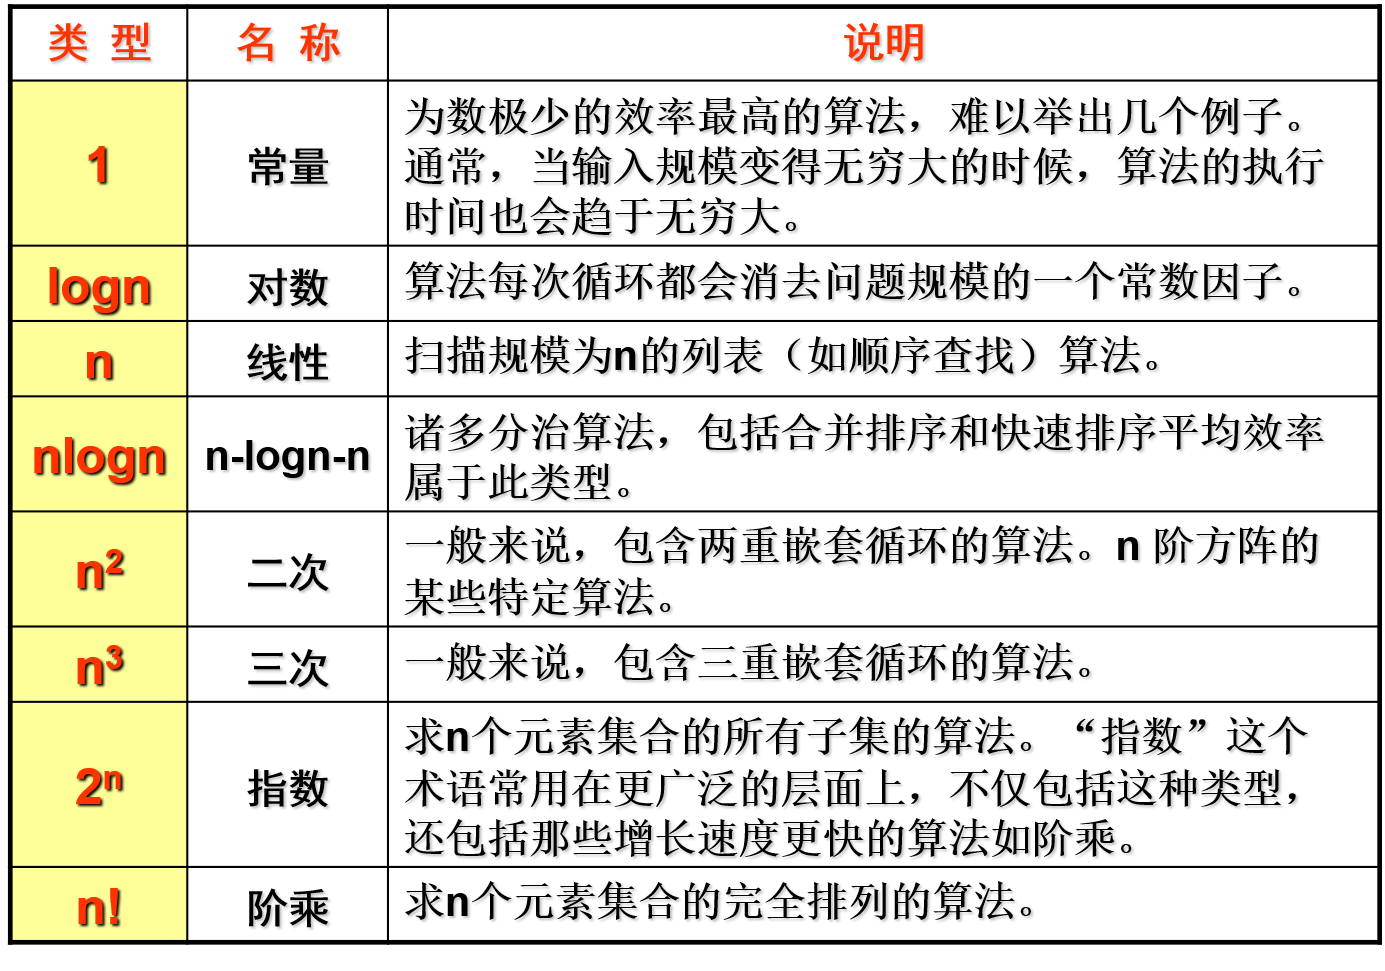 类 型 名 称 说明
1 常量 为数极少的效率最高的算法，难以举出几个例子。
通常，当输入规模变得无穷大的时候，算法的执行
时间也会趋于无穷大。
logn 对数 算法每次循环都会消去问题规模的一个常数因子。
n 线性 扫描规模为n的列表（如顺序查找）算法。
nlogn n-logn-n 诸多分治算法，包括合并排序和快速排序平均效率
属于此类型。
n² 二次 一般来说，包含两重嵌套循环的算法。n 阶方阵的
某些特定算法。
n³ 三次 一般来说，包含三重嵌套循环的算法。
2ⁿ 指数 求n个元素集合的所有子集的算法。“指数”这个
术语常用在更广泛的层面上，不仅包括这种类型，
还包括那些增长速度更快的算法如阶乘。
n! 阶乘 求n个元素集合的完全排列的算法。